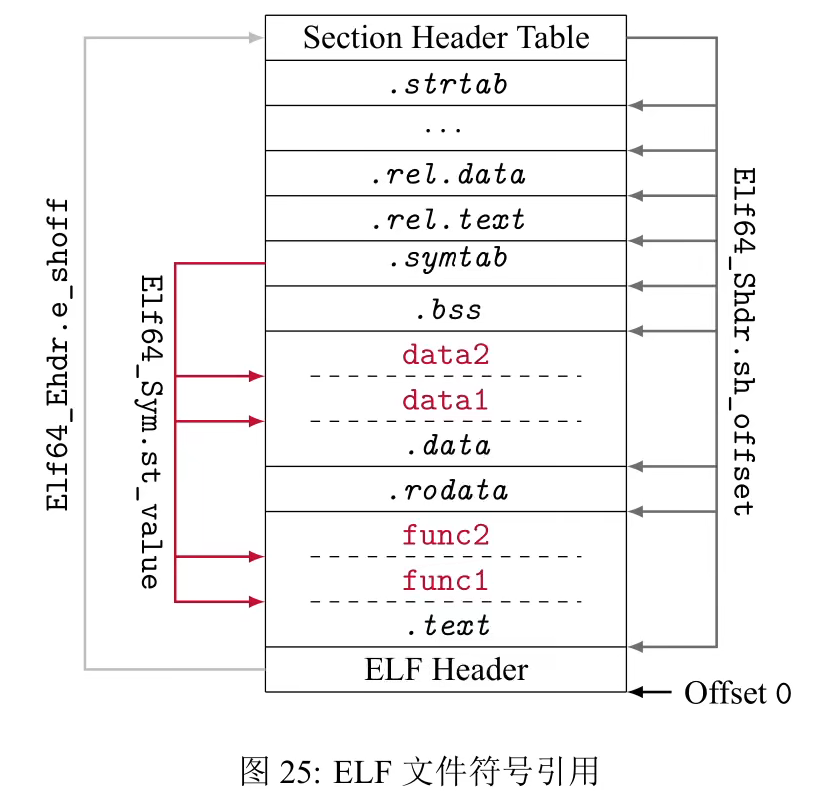 Section Header Table
.strtab
...
.rel.data
.rel.text
.symtab
.bss
data2
data1
.data
.rodata
func2
func1
.text
ELF Header
Elf64_Ehdr.e_shoff
Elf64_Sym.st_value
Elf64_Shdr.sh_offset
Offset 0
图 25: ELF 文件符号引用